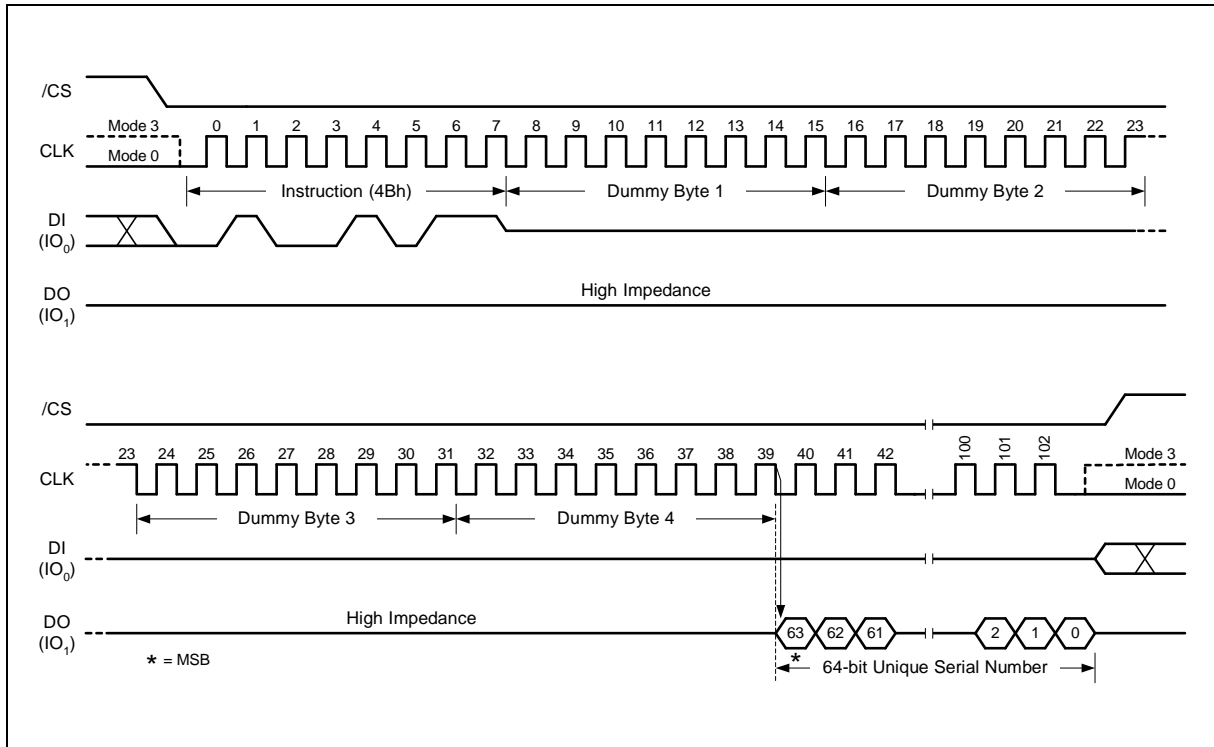 /CS
Mode 3 0 1 2 3 4 5 6 7 8 9 10 11 12 13 14 15 16 17 18 19 20 21 22 23
CLK Mode 0
Instruction (4Bh) Dummy Byte 1 Dummy Byte 2
DI
(IO0)
High Impedance
DO
(IO1)
/CS
23 24 25 26 27 28 29 30 31 32 33 34 35 36 37 38 39 40 41 42 100 101 102 Mode 3
CLK Mode 0
Dummy Byte 3 Dummy Byte 4
DI
(IO0)
High Impedance
DO
(IO1)
63 62 61 2 1 0
* = MSB * 64-bit Unique Serial Number